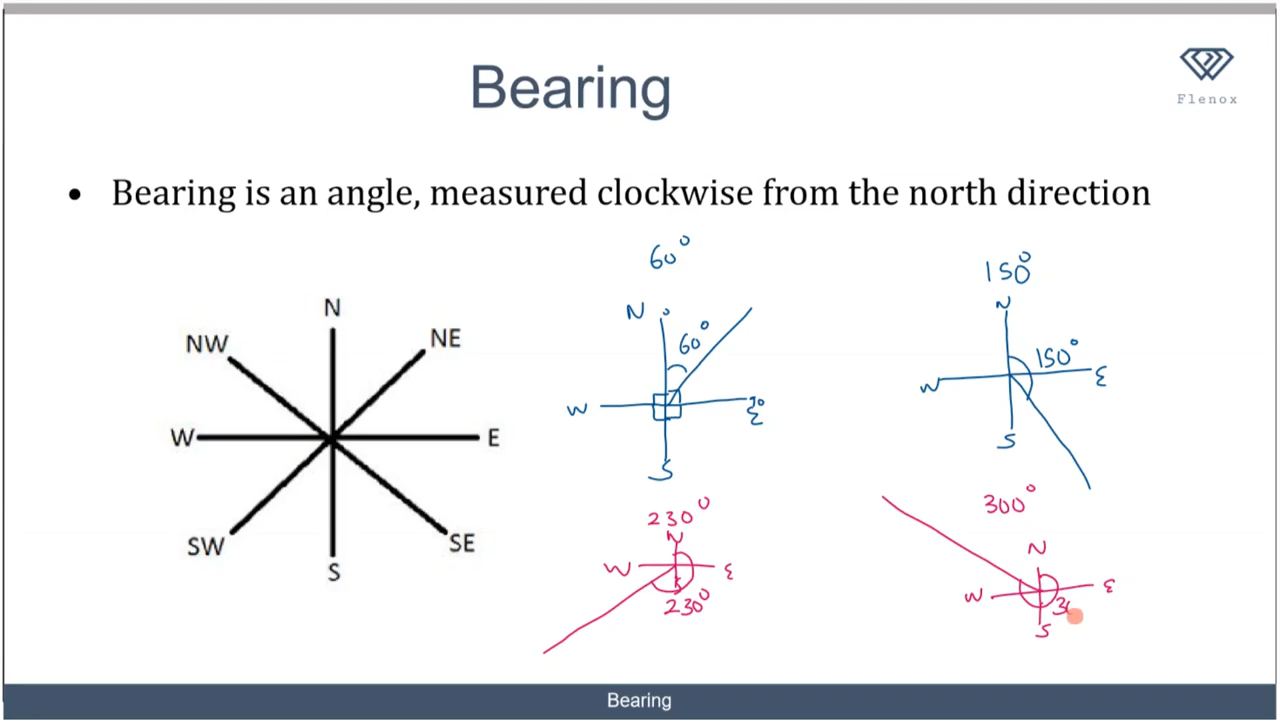 Bearing
Flenox
• Bearing is an angle, measured clockwise from the north direction
N
NW
NE
W
E
SW
SE
S
60°
N
60°
W
E
S
150°
N
150°
W
E
S
230°
N
W
E
230°
300°
N
W
E
3
S
Bearing